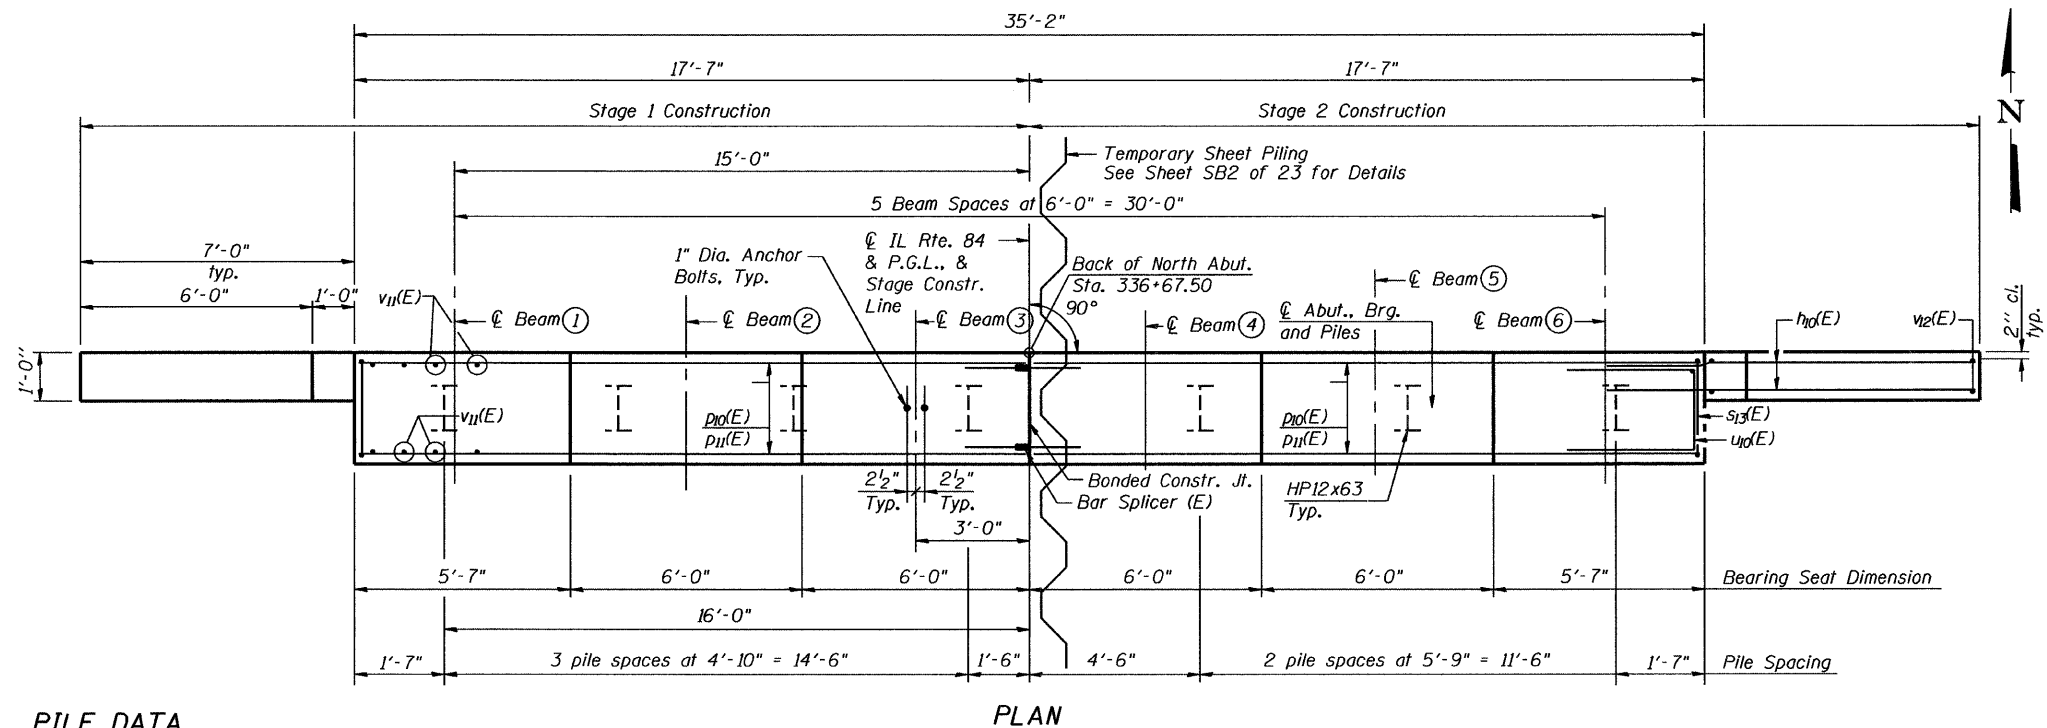 35'-2"
17'-7" 17'-7"
Stage 1 Construction Stage 2 Construction
N
15'-0"
Temporary Sheet Piling
See Sheet SB2 of 23 for Details
5 Beam Spaces at 6'-0" = 30'-0"
7'-0"
typ.
6'-0" 1'-0"
v11(E)
1" Dia. Anchor
Bolts, Typ.
℄ IL Rte. 84
& P.G.L., &
Stage Constr.
Line
Back of North Abut.
Sta. 336+67.50
90°
℄ Beam 1
℄ Beam 2
℄ Beam 3
℄ Beam 4
℄ Beam 5
℄ Beam 6
℄ Abut., Brg.
and Piles
h10(E)
v12(E)
2" cl.
typ.
1'-0"
v11(E)
p10(E)
p11(E)
p10(E)
p11(E)
s13(E)
u10(E)
2½" 2½"
Typ. Typ.
Bonded Constr. Jt.
Bar Splicer (E)
HP12x63
Typ.
3'-0"
5'-7" 6'-0" 6'-0" 6'-0" 6'-0" 5'-7" Bearing Seat Dimension
16'-0"
1'-7" 3 pile spaces at 4'-10" = 14'-6" 1'-6" 4'-6" 2 pile spaces at 5'-9" = 11'-6" 1'-7" Pile Spacing
PILE DATA
PLAN